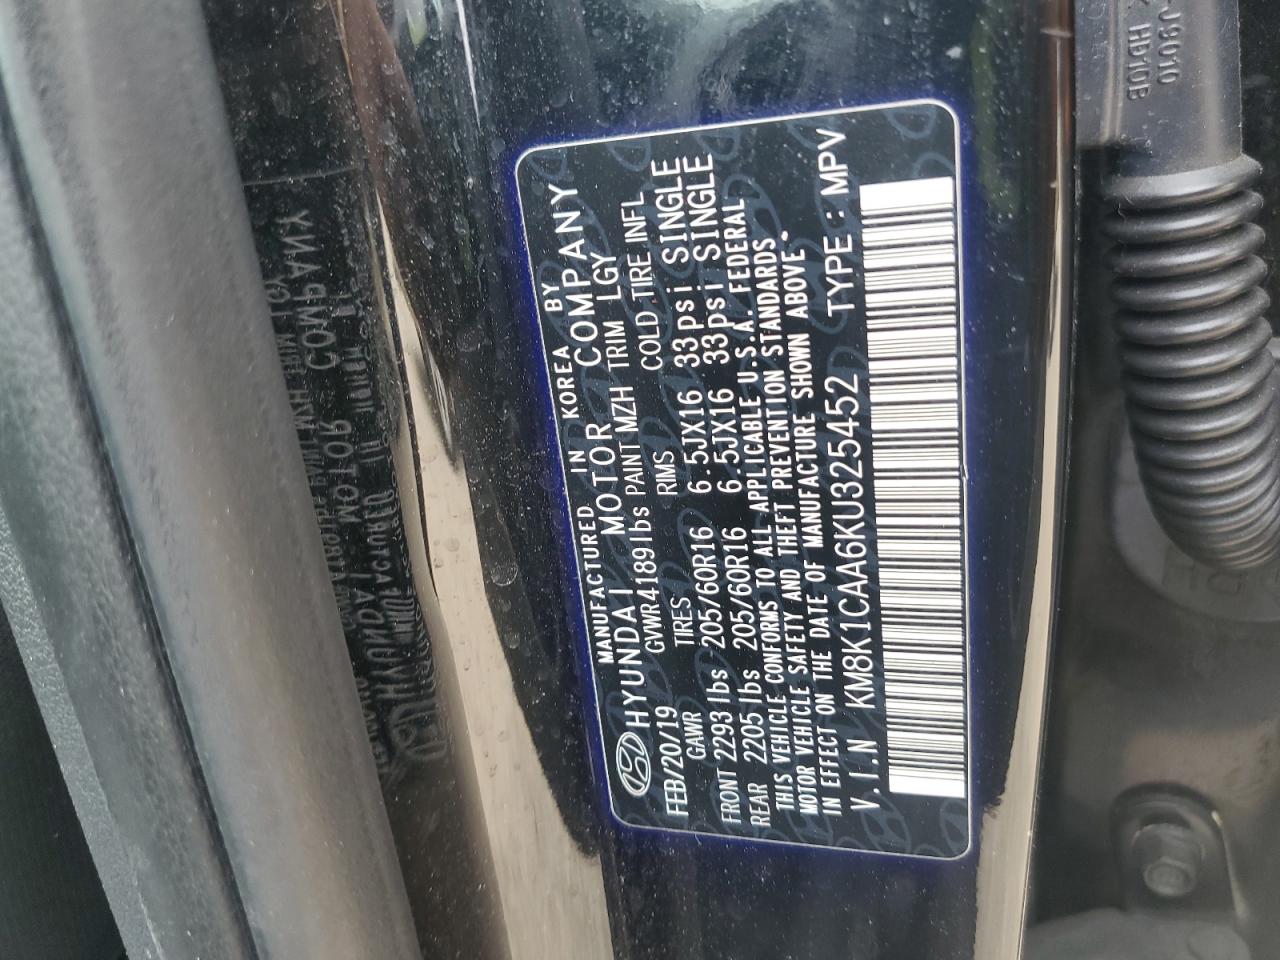 MANUFACTURED IN KOREA BY
HYUNDAI MOTOR COMPANY
FEB/20/19 GVWR4189lbs PAINT MZH TRIM LGY
GAWR TIRES RIMS COLD TIRE INFL
FRONT 2293 lbs 205/60R16 6.5JX16 33psi SINGLE
REAR 2205 lbs 205/60R16 6.5JX16 33psi SINGLE
THIS VEHICLE CONFORMS TO ALL APPLICABLE U.S.A. FEDERAL
MOTOR VEHICLE SAFETY AND THEFT PREVENTION STANDARDS
IN EFFECT ON THE DATE OF MANUFACTURE SHOWN ABOVE.
V.I.N KM8K1CAA6KU325452 TYPE : MPV
J9010
HD10B